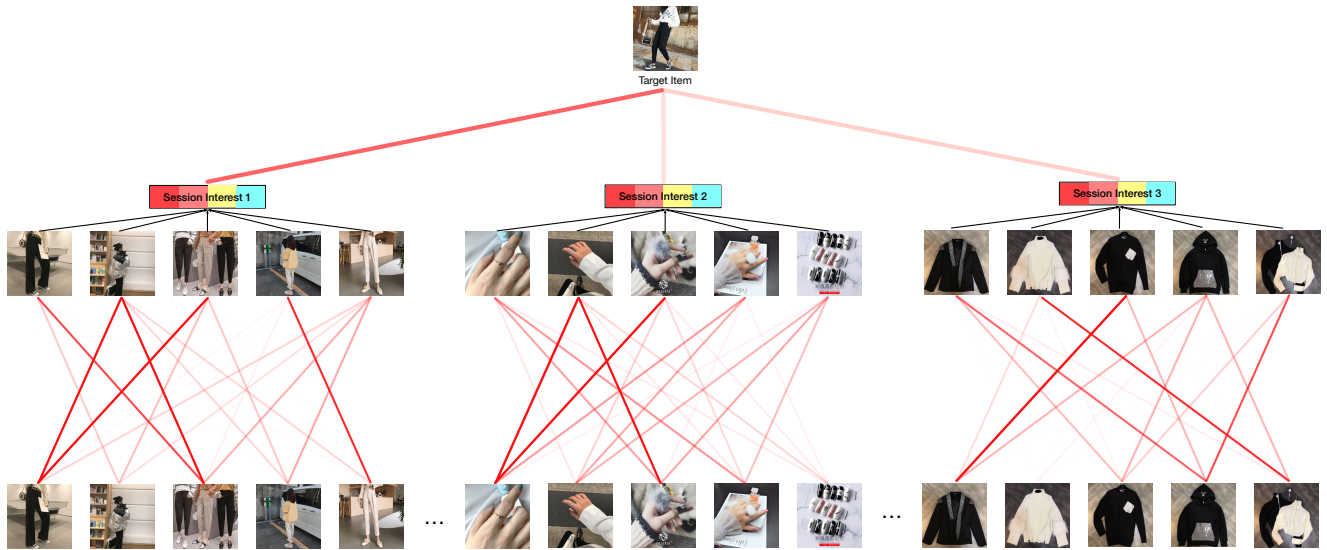 Target Item
Session Interest 1
Session Interest 2
Session Interest 3
...
...